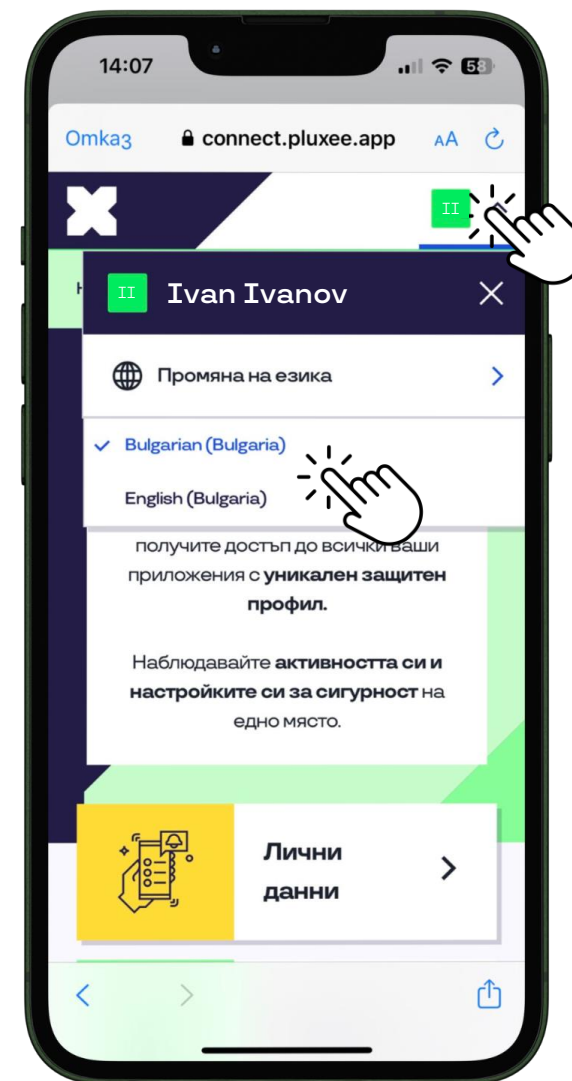 14:07
58
Отказ connect.pluxee.app AA
II
II Ivan Ivanov
Промяна на езика
Bulgarian (Bulgaria)
English (Bulgaria)
получите достъп до всички ваши
приложения с уникален защитен
профил.
Наблюдавайте активността си и
настройките си за сигурност на
едно място.
Лични
данни